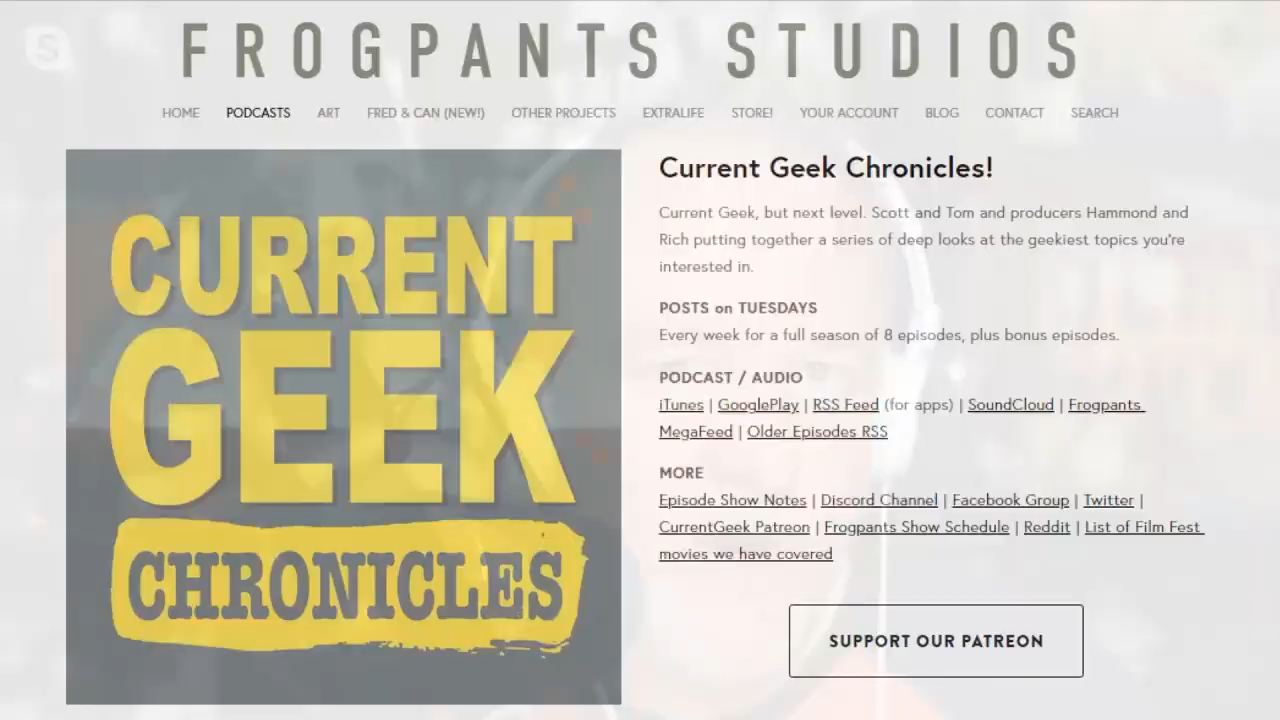 FROGPANTS STUDIOS
HOME PODCASTS ART FRED & CAN (NEW!) OTHER PROJECTS EXTRALIFE STORE! YOUR ACCOUNT BLOG CONTACT SEARCH
CURRENT
GEEK
CHRONICLES
Current Geek Chronicles!
Current Geek, but next level. Scott and Tom and producers Hammond and
Rich putting together a series of deep looks at the geekiest topics you're
interested in.
POSTS on TUESDAYS
Every week for a full season of 8 episodes, plus bonus episodes.
PODCAST / AUDIO
iTunes | GooglePlay | RSS Feed (for apps) | SoundCloud | Frogpants
MegaFeed | Older Episodes RSS
MORE
Episode Show Notes | Discord Channel | Facebook Group | Twitter |
CurrentGeek Patreon | Frogpants Show Schedule | Reddit | List of Film Fest
movies we have covered
SUPPORT OUR PATREON